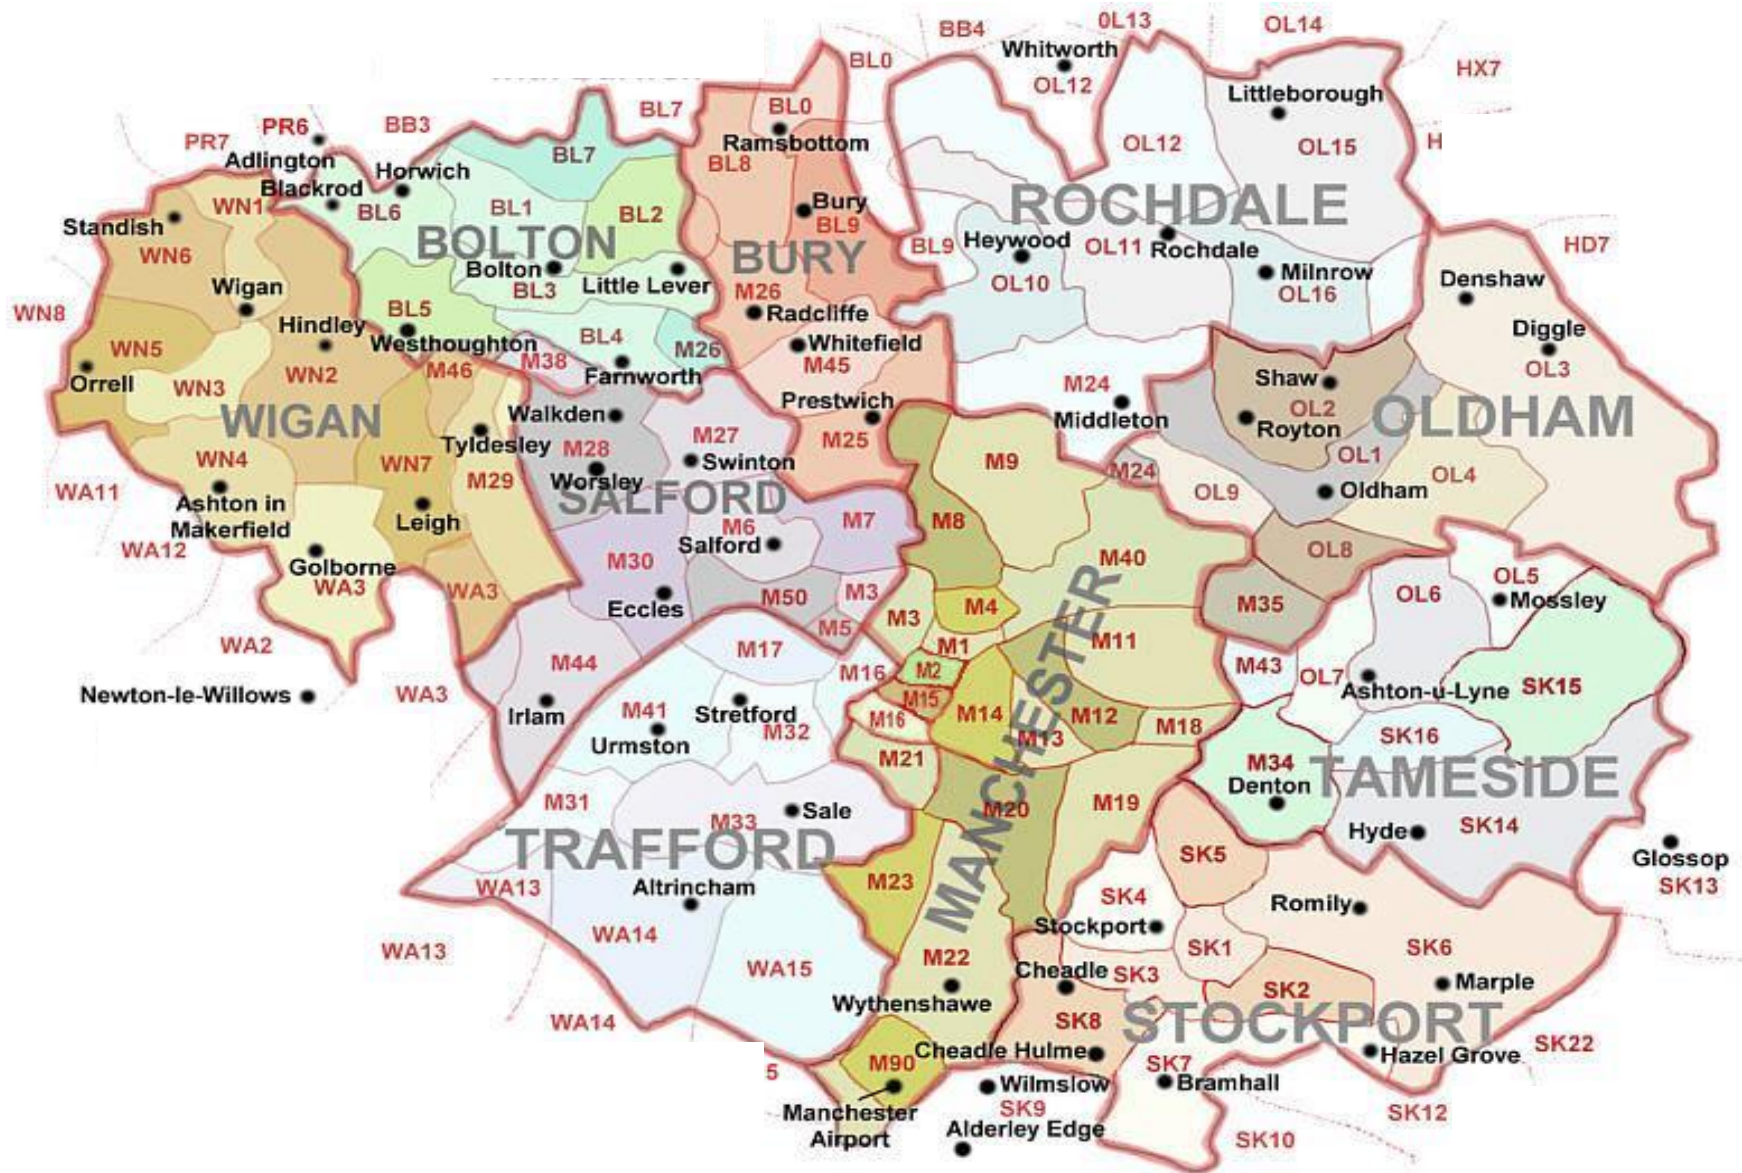 BB4
0L13
OL14
BL0
Whitworth
OL12
HX7
BL7
BL0
Littleborough
PR6
PR7
BB3
Ramsbottom
OL12
OL15
H
Adlington
BL7
BL8
Horwich
Blackrod
WN1
BL6
BL1
BL2
Bury
BL9
ROCHDALE
Standish
BOLTON
BURY
BL9
Heywood
OL11
Rochdale
HD7
WN6
Bolton
BL3
Little Lever
OL10
Milnrow
OL16
Denshaw
Wigan
M26
Radcliffe
WN8
BL5
Hindley
Westhoughton
BL4
M26
Whitefield
M45
Diggle
OL3
WN5
Orrell
WN3
WN2
M46
M38
Farnworth
Shaw
M24
Middleton
OL2
Royton
OLDHAM
WIGAN
Walkden
Prestwich
M25
Tyldesley
M28
M27
Worsley
Swinton
M9
M24
OL1
OL9
Oldham
OL4
WN4
WN7
M29
WA11
Ashton in
Makerfield
Leigh
SALFORD
M6
Salford
M7
M8
WA12
Golborne
WA3
WA3
M30
Eccles
M50
M3
M5
M40
OL8
M35
OL6
OL5
Mossley
M3
M4
M1
M11
WA2
M44
M17
M16
M2
MANCHESTER
M43
OL7
Ashton-u-Lyne
SK15
Newton-le-Willows
WA3
Irlam
M41
Urmston
Stretford
M32
M15
M16
M14
M12
M13
M18
SK16
M21
M34
Denton
TAMESIDE
M31
M33
Sale
M20
M19
Hyde
SK14
TRAFFORD
SK5
Glossop
SK13
WA13
Altrincham
M23
SK4
Stockport
Romily
WA13
WA14
WA15
M22
Wythenshawe
Cheadle
SK3
SK1
SK6
SK2
Marple
WA14
SK8
STOCKPORT
5
M90
Cheadle Hulme
SK7
Bramhall
Hazel Grove
SK22
Manchester
Airport
Wilmslow
SK9
Alderley Edge
SK12
SK10